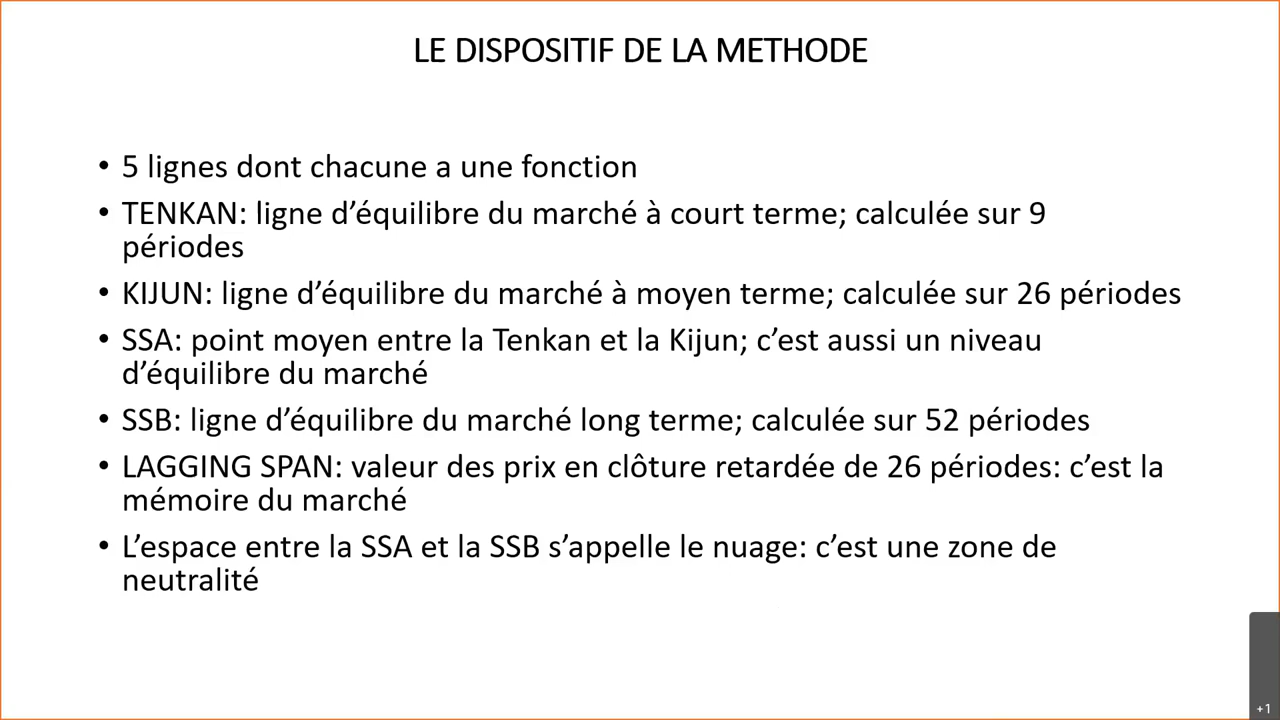 LE DISPOSITIF DE LA METHODE
• 5 lignes dont chacune a une fonction
• TENKAN: ligne d’équilibre du marché à court terme; calculée sur 9
périodes
• KIJUN: ligne d’équilibre du marché à moyen terme; calculée sur 26 périodes
• SSA: point moyen entre la Tenkan et la Kijun; c’est aussi un niveau
d’équilibre du marché
• SSB: ligne d’équilibre du marché long terme; calculée sur 52 périodes
• LAGGING SPAN: valeur des prix en clôture retardée de 26 périodes: c’est la
mémoire du marché
• L’espace entre la SSA et la SSB s’appelle le nuage: c’est une zone de
neutralité
+1